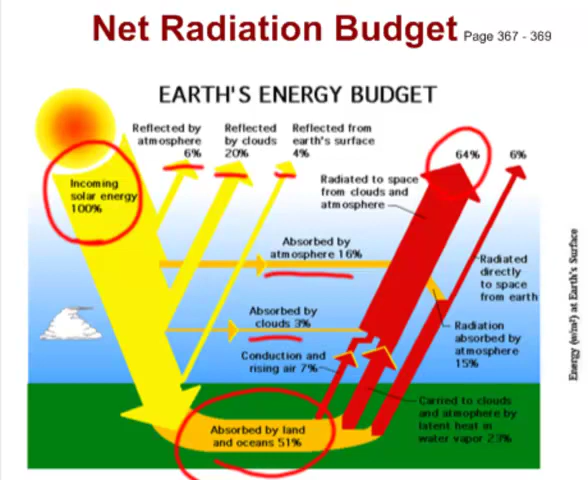 Net Radiation Budget Page 367 - 369
EARTH'S ENERGY BUDGET
Reflected by
atmosphere
6%
Reflected
by clouds
20%
Reflected from
earth's surface
4%
64%
6%
Incoming
solar energy
100%
Radiated to space
from clouds and
atmosphere
Absorbed by
atmosphere 16%
Radiated
directly
to space
from earth
Absorbed by
clouds 3%
Radiation
absorbed by
atmosphere
15%
Conduction and
rising air 7%
Carried to clouds
and atmophere by
latent heat in
water vapor 23%
Absorbed by land
and oceans 51%
Energy (w/m²) at Earth's Surface